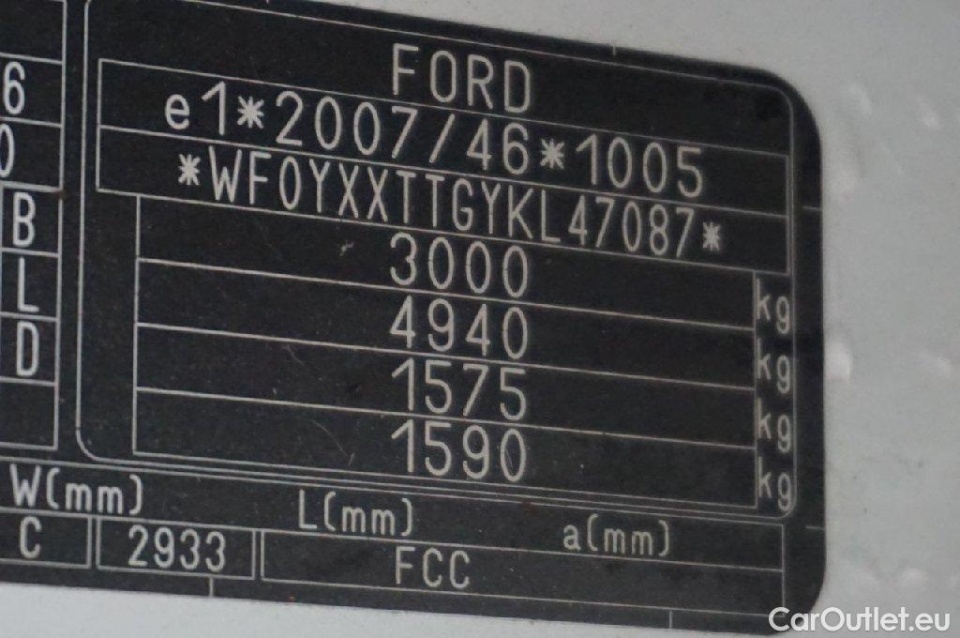 FORD
e1*2007/46*1005
*WF0YXXTTGYKL47087*
3000 kg
4940 kg
1575 kg
1590 kg
6
0
B
L
D
W(mm) L(mm) a(mm)
C 2933 FCC
CarOutlet.eu